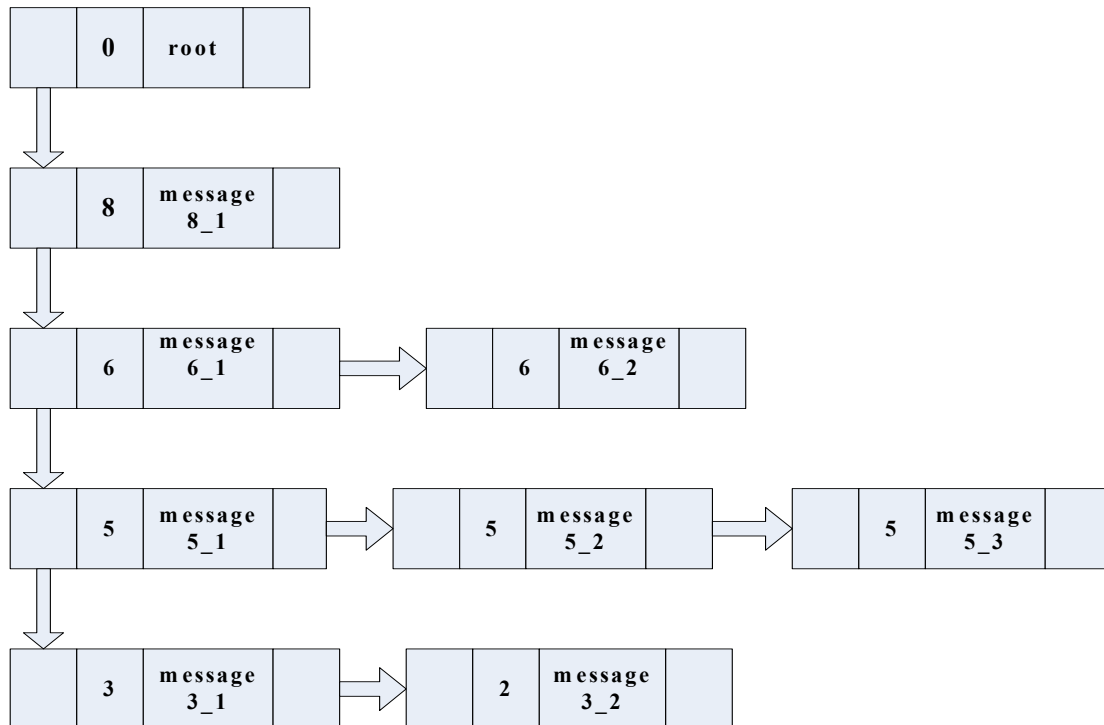 0 root
8 message
8_1
6 message
6_1
6 message
6_2
5 message
5_1
5 message
5_2
5 message
5_3
3 message
3_1
2 message
3_2